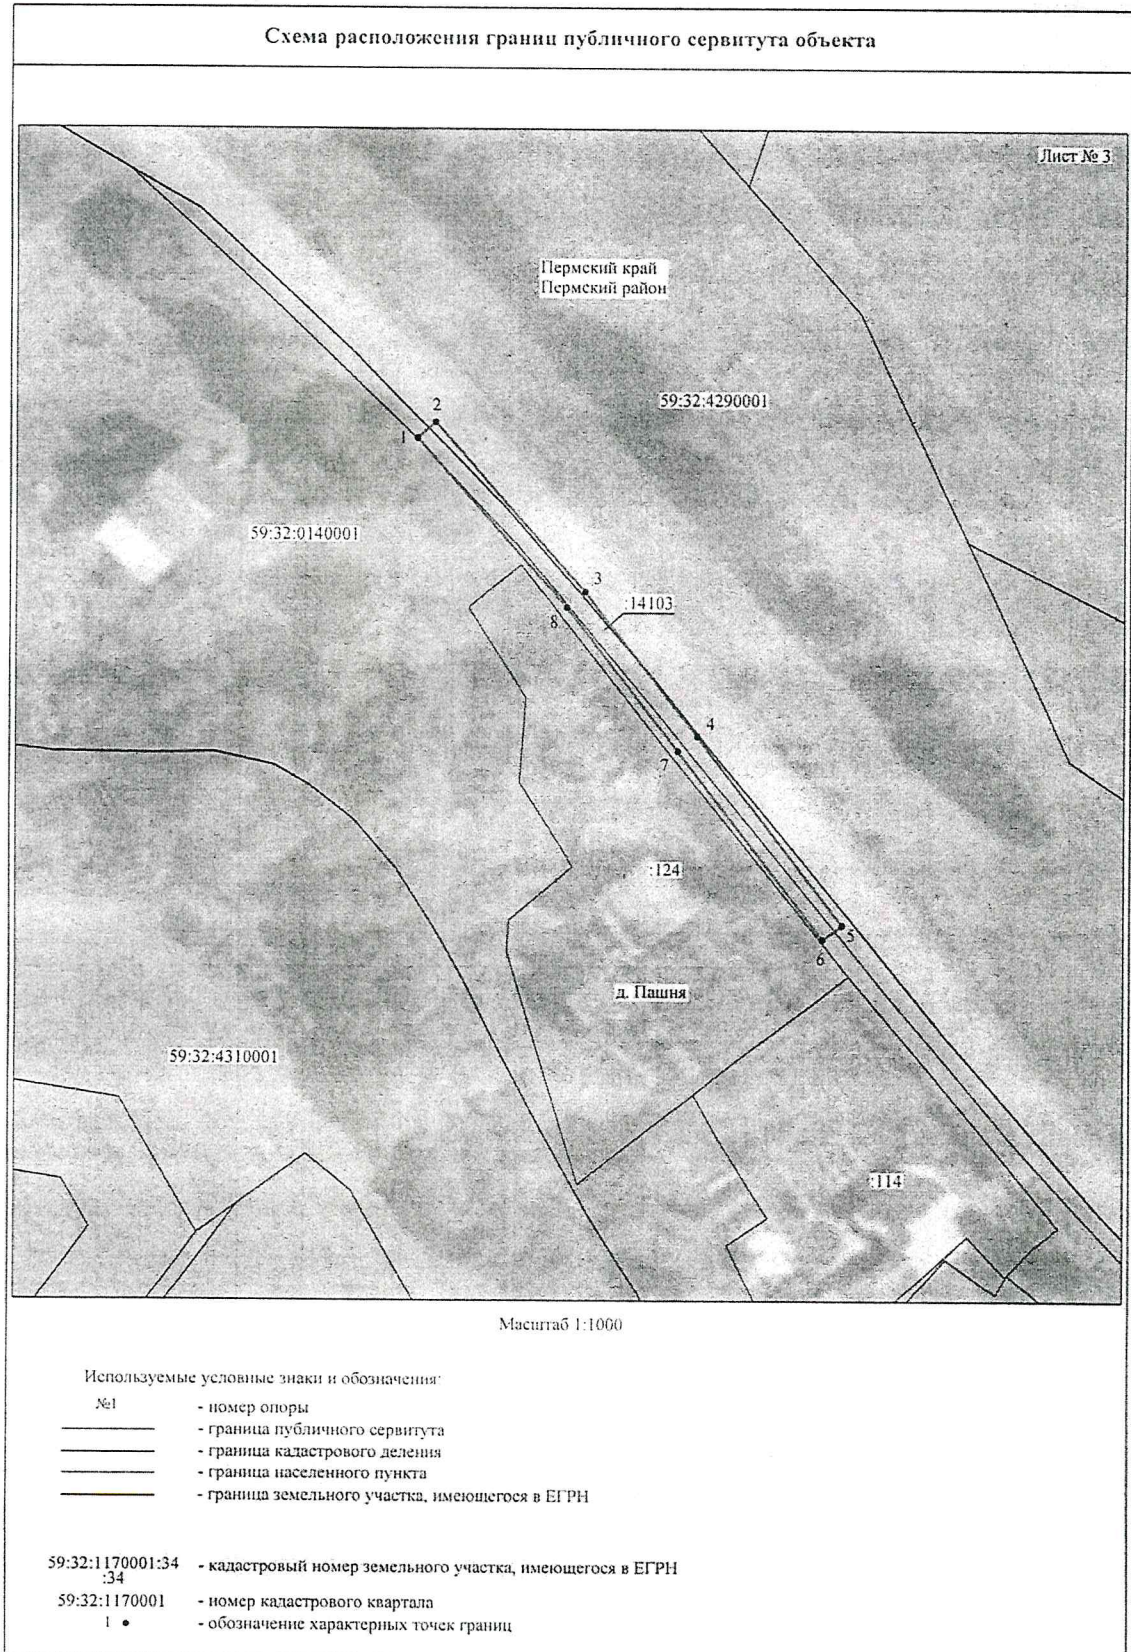 Схема расположения границ публичного сервитута объекта
Лист № 3
Пермский край
Пермский район
59:32:4290001
2
1
59:32:0140001
3
:14103
8
4
7
:124
5
6
д. Пашня
59:32:4310001
:114
Масштаб 1:1000
Используемые условные знаки и обозначения:
№1 - номер опоры
- граница публичного сервитута
- граница кадастрового деления
- граница населенного пункта
- граница земельного участка, имеющегося в ЕГРН
59:32:1170001:34 - кадастровый номер земельного участка, имеющегося в ЕГРН
:34
59:32:1170001 - номер кадастрового квартала
1 • - обозначение характерных точек границ